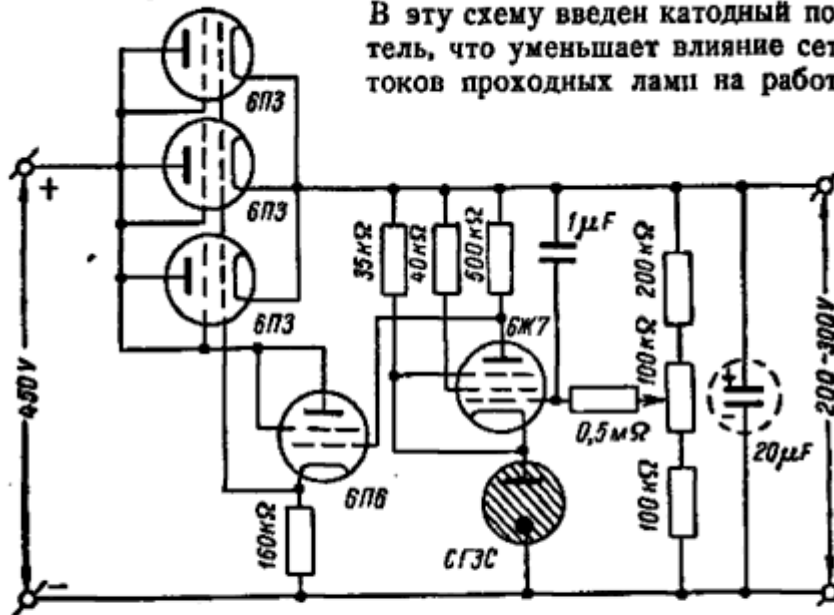 В эту схему введен катодный по
тель, что уменьшает влияние сет
токов проходных ламп на работ
6П3
6П3
6П3
+
450V
–
35кΩ
40кΩ
500кΩ
1μF
6Ж7
200кΩ
100кΩ
0,5мΩ
100кΩ
+
-
20μF
200-300V
6П6
160кΩ
СГ3С